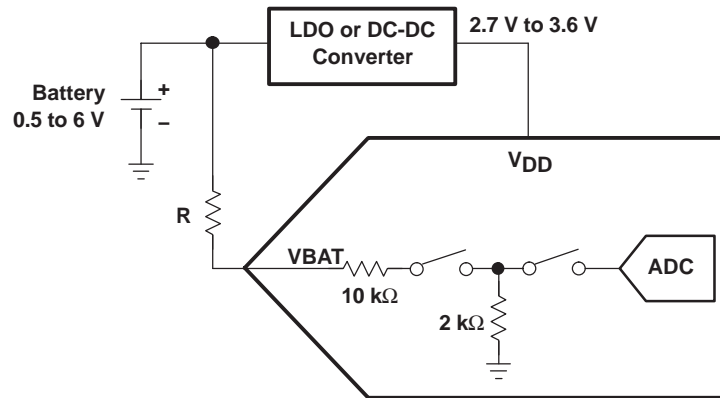 LDO or DC-DC
Converter
2.7 V to 3.6 V
Battery
0.5 to 6 V
+
–
VDD
R
VBAT
10 kΩ
2 kΩ
ADC